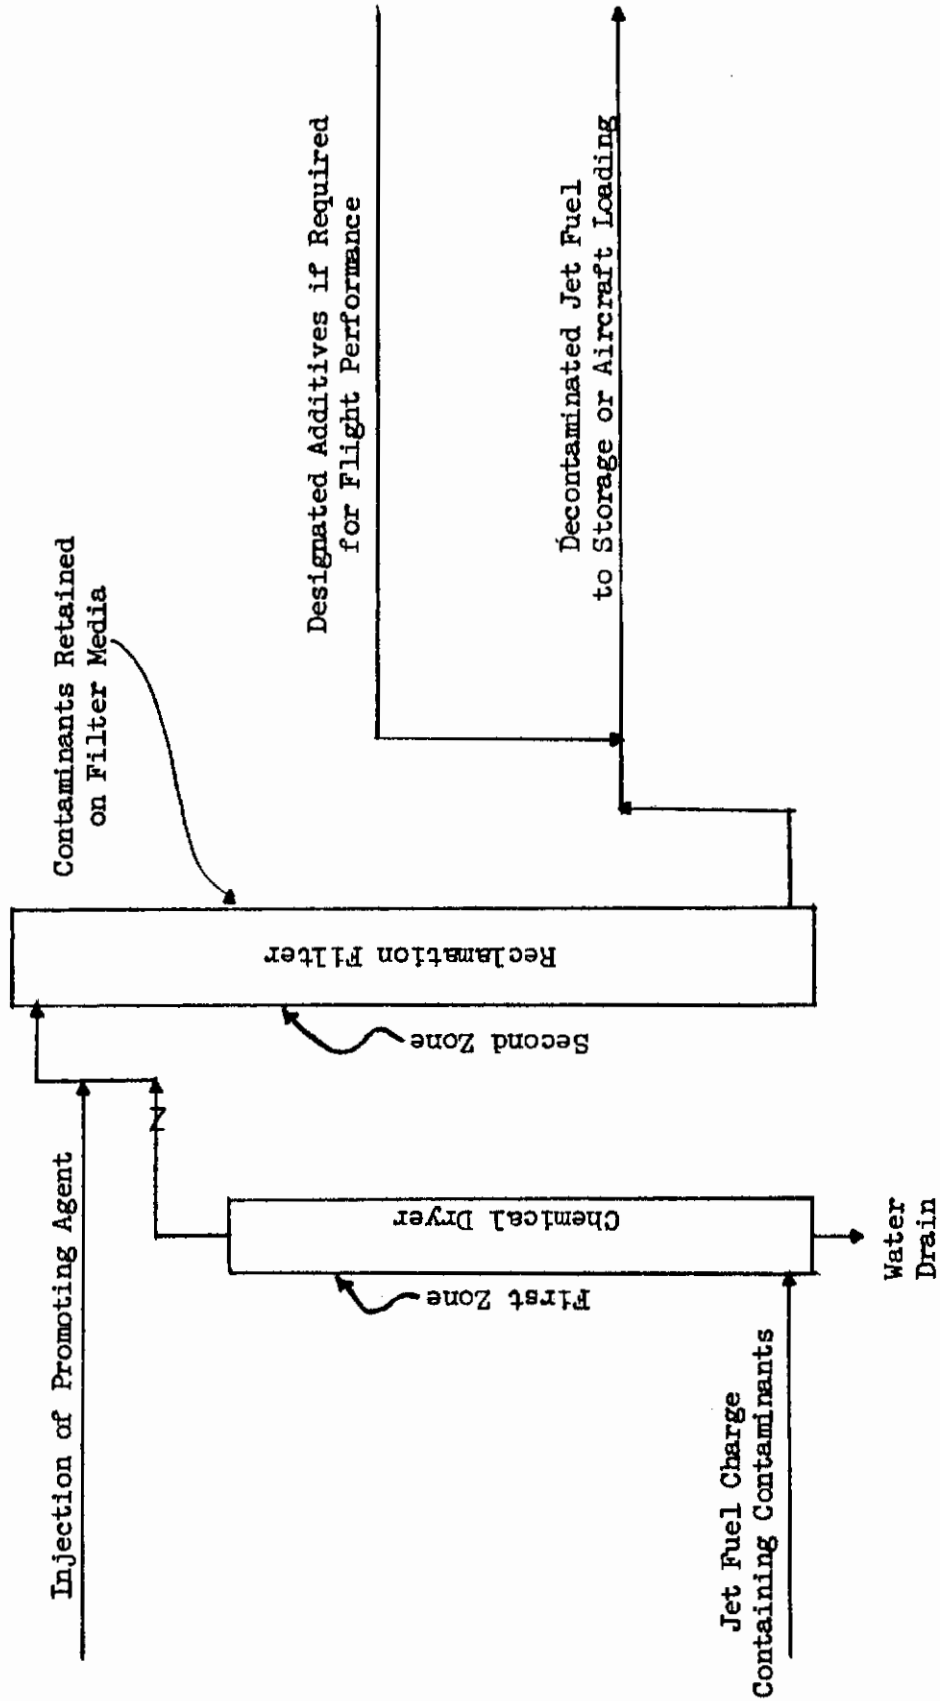 Injection of Promoting Agent
Jet Fuel Charge
Containing Contaminants
First Zone
Chemical Dryer
Water
Drain
Z
Second Zone
Reclamation Filter
Contaminants Retained
on Filter Media
Designated Additives if Required
for Flight Performance
Decontaminated Jet Fuel
to Storage or Aircraft Loading